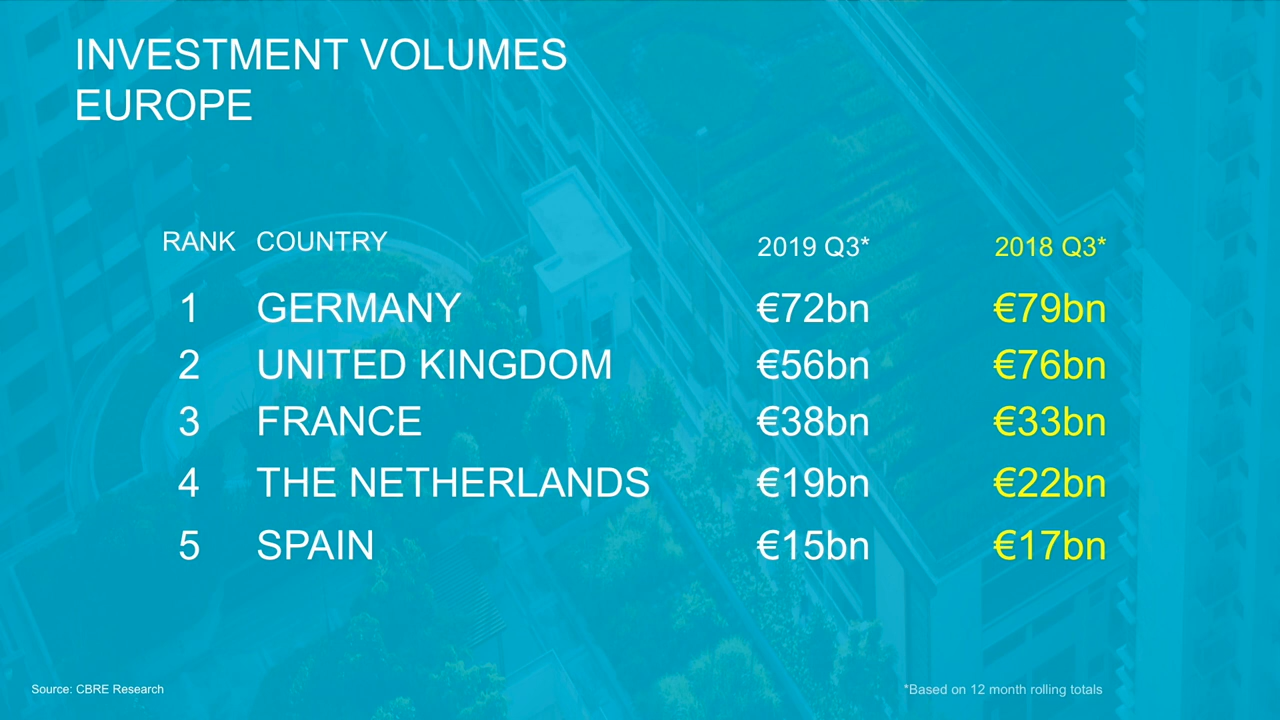 INVESTMENT VOLUMES
EUROPE
RANK COUNTRY 2019 Q3* 2018 Q3*
1 GERMANY €72bn €79bn
2 UNITED KINGDOM €56bn €76bn
3 FRANCE €38bn €33bn
4 THE NETHERLANDS €19bn €22bn
5 SPAIN €15bn €17bn
Source: CBRE Research *Based on 12 month rolling totals